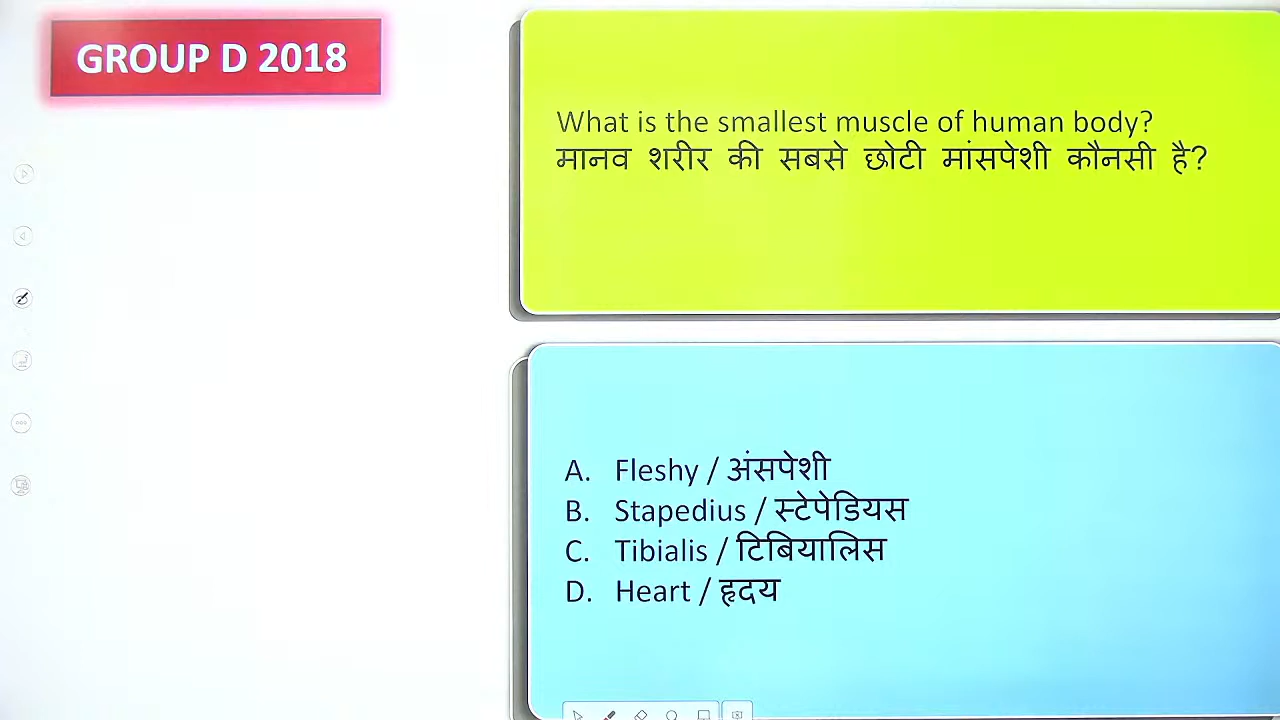 GROUP D 2018
What is the smallest muscle of human body?
मानव शरीर की सबसे छोटी मांसपेशी कौनसी है?
A. Fleshy / अंसपेशी
B. Stapedius / स्टेपेडियस
C. Tibialis / टिबियालिस
D. Heart / हृदय